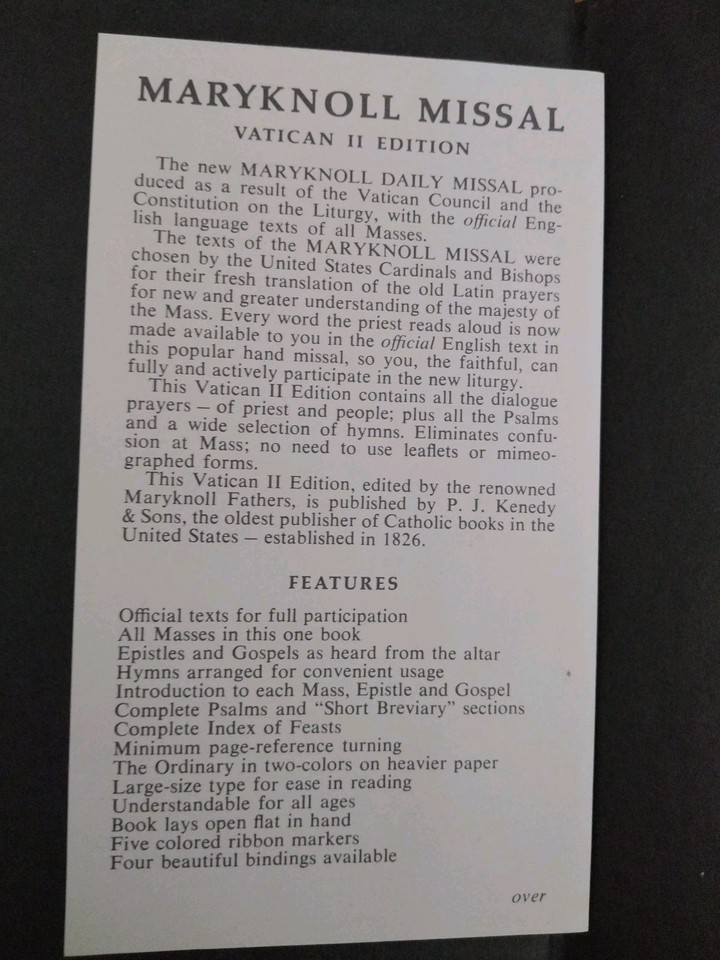 MARYKNOLL MISSAL
VATICAN II EDITION
The new MARYKNOLL DAILY MISSAL pro-
duced as a result of the Vatican Council and the
Constitution on the Liturgy, with the official Eng-
lish language texts of all Masses.
The texts of the MARYKNOLL MISSAL were
chosen by the United States Cardinals and Bishops
for their fresh translation of the old Latin prayers
for new and greater understanding of the majesty of
the Mass. Every word the priest reads aloud is now
made available to you in the official English text in
this popular hand missal, so you, the faithful, can
fully and actively participate in the new liturgy.
This Vatican II Edition contains all the dialogue
prayers — of priest and people; plus all the Psalms
and a wide selection of hymns. Eliminates confu-
sion at Mass; no need to use leaflets or mimeo-
graphed forms.
This Vatican II Edition, edited by the renowned
Maryknoll Fathers, is published by P. J. Kenedy
& Sons, the oldest publisher of Catholic books in the
United States — established in 1826.
FEATURES
Official texts for full participation
All Masses in this one book
Epistles and Gospels as heard from the altar
Hymns arranged for convenient usage
Introduction to each Mass, Epistle and Gospel
Complete Psalms and “Short Breviary” sections
Complete Index of Feasts
Minimum page-reference turning
The Ordinary in two-colors on heavier paper
Large-size type for ease in reading
Understandable for all ages
Book lays open flat in hand
Five colored ribbon markers
Four beautiful bindings available
over